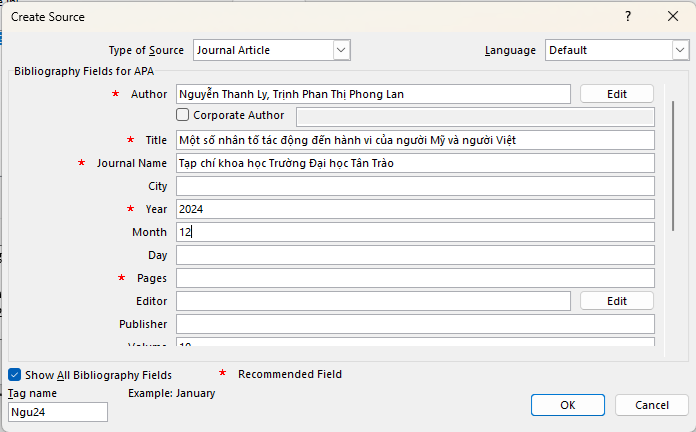 Create Source
Type of Source Journal Article Language Default
Bibliography Fields for APA
* Author Nguyễn Thanh Ly, Trịnh Phan Thị Phong Lan Edit
Corporate Author
* Title Một số nhân tố tác động đến hành vi của người Mỹ và người Việt
* Journal Name Tạp chí khoa học Trường Đại học Tân Trào
City
* Year 2024
Month 12
Day
* Pages
Editor Edit
Publisher
Volume 10
Show All Bibliography Fields * Recommended Field
Tag name Example: January
Ngu24 OK Cancel